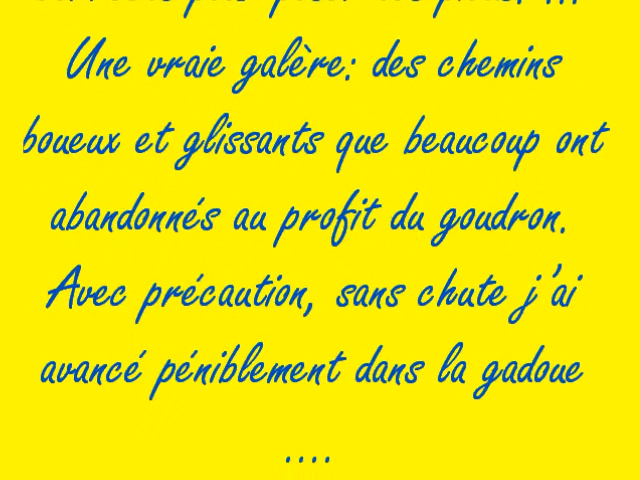 Une vraie galère: des chemins
boueux et glissants que beaucoup ont
abandonnés au profit du goudron.
Avec précaution, sans chute j'ai
avancé péniblement dans la gadoue
....